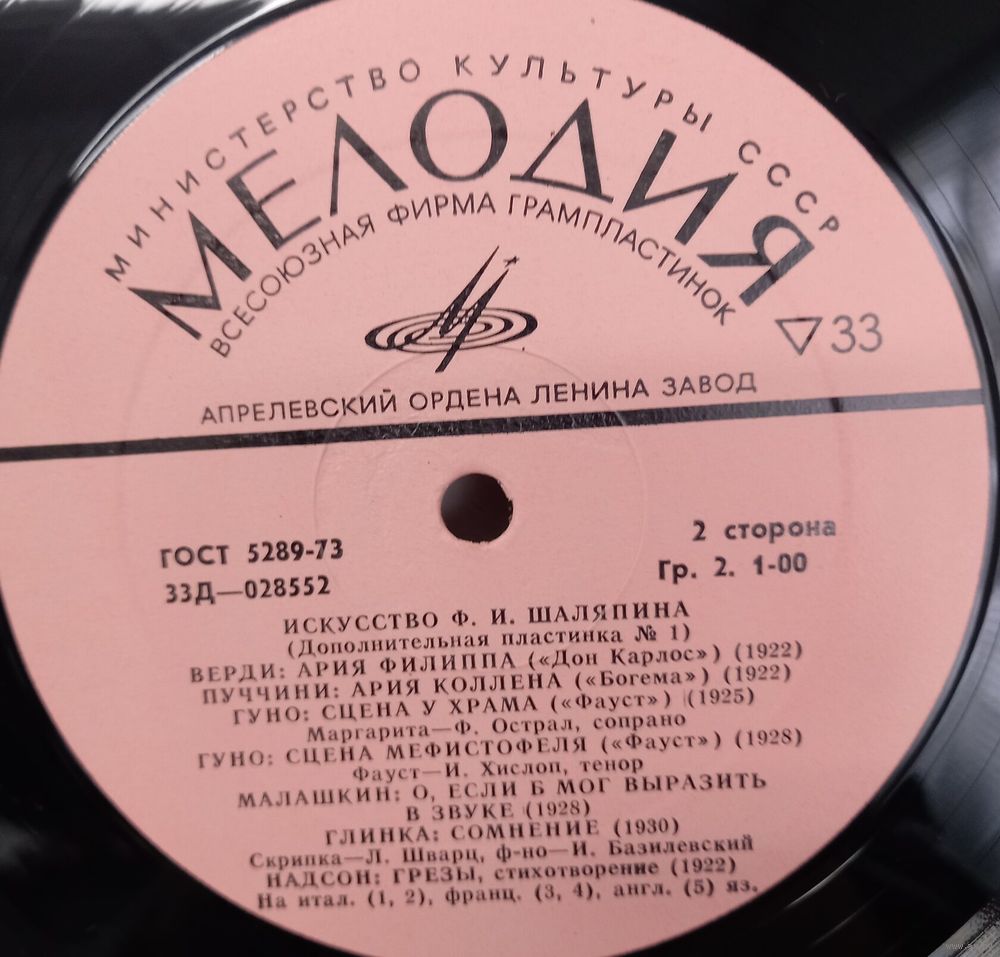 МИНИСТЕРСТВО КУЛЬТУРЫ СССР
МЕЛОДИЯ
ВСЕСОЮЗНАЯ ФИРМА ГРАМПЛАСТИНОК
33
АПРЕЛЕВСКИЙ ОРДЕНА ЛЕНИНА ЗАВОД
ГОСТ 5289-73
2 сторона
33Д—028552
Гр. 2. 1-00
ИСКУССТВО Ф. И. ШАЛЯПИНА
(Дополнительная пластинка № 1)
ВЕРДИ: АРИЯ ФИЛИППА («Дон Карлос») (1922)
ПУЧЧИНИ: АРИЯ КОЛЛЕНА («Богема») (1922)
ГУНО: СЦЕНА У ХРАМА («Фауст») (1925)
Маргарита—Ф. Острал, сопрано
ГУНО: СЦЕНА МЕФИСТОФЕЛЯ («Фауст») (1928)
Фауст—И. Хислоп, тенор
МАЛАШКИН: О, ЕСЛИ Б МОГ ВЫРАЗИТЬ
В ЗВУКЕ (1928)
ГЛИНКА: СОМНЕНИЕ (1930)
Скрипка—Л. Шварц, ф-но—И. Базилевский
НАДСОН: ГРЕЗЫ, стихотворение (1922)
На итал. (1, 2), франц. (3, 4), англ. (5) яз.